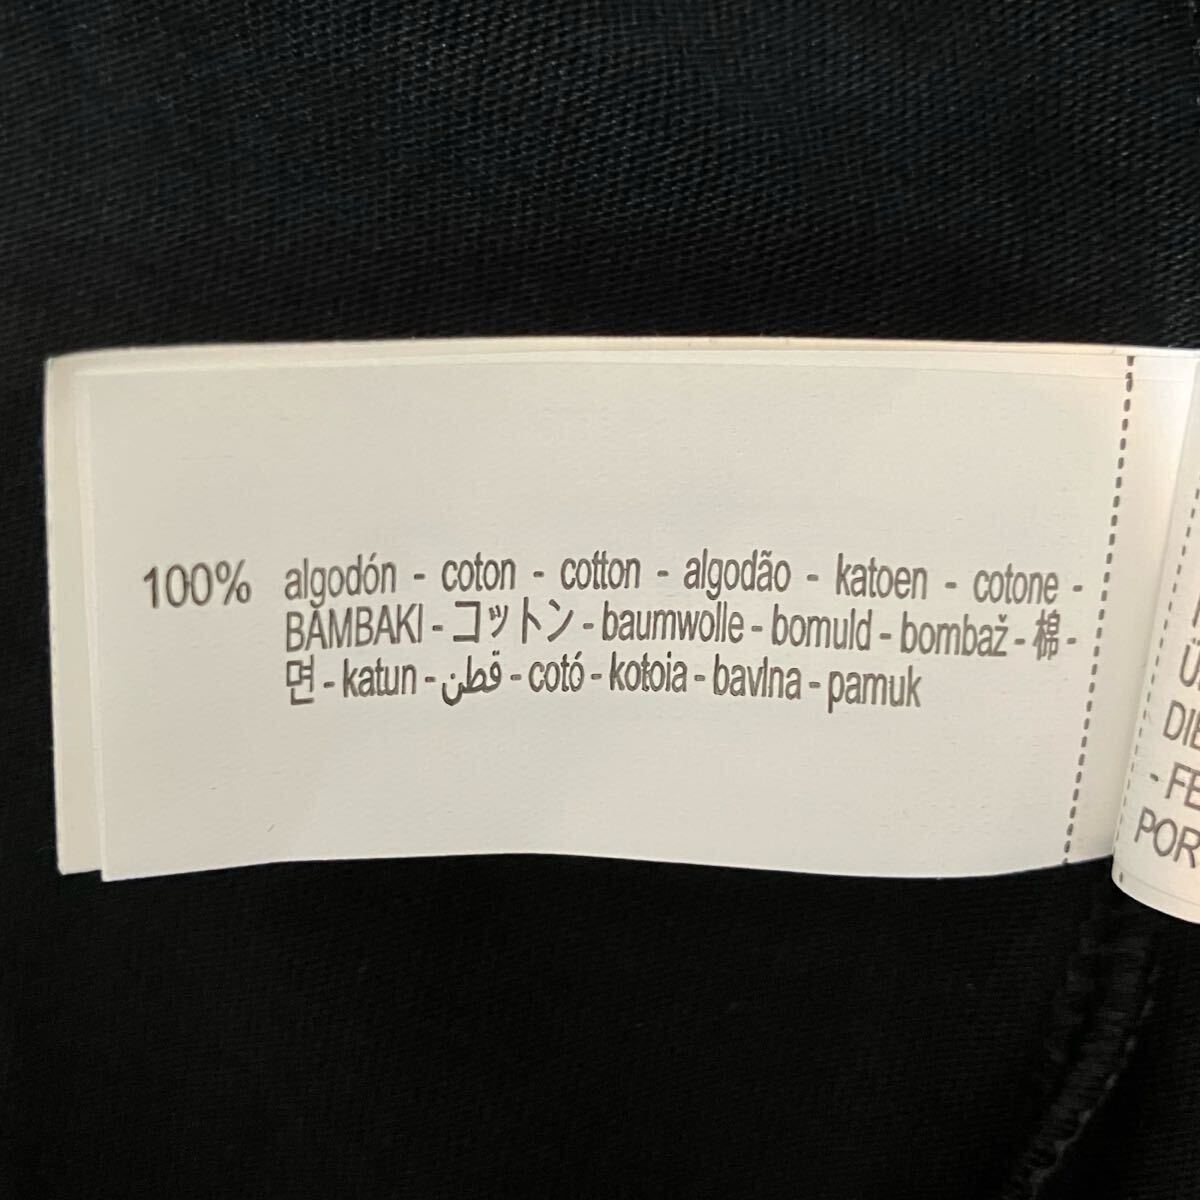 100% algodón - coton - cotton - algodão - katoen - cotone -
BAMBAKI - コットン - baumwolle - bomuld - bombaž - 棉 -
면 - katun - قطن - cotó - kotoia - bavlna - pamuk
DIE
- FE
POR